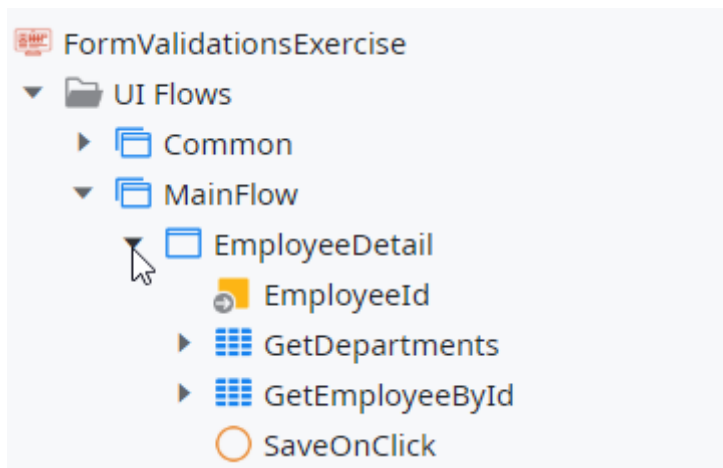 FormValidationsExercise
UI Flows
Common
MainFlow
EmployeeDetail
EmployeeId
GetDepartments
GetEmployeeById
SaveOnClick